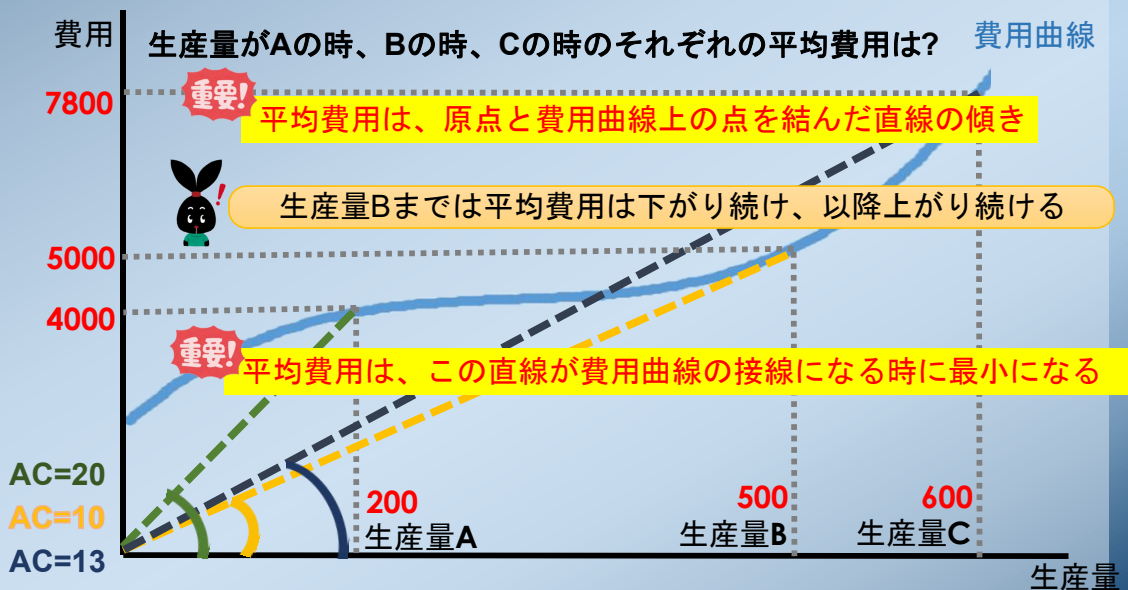 費用
生産量がAの時、Bの時、Cの時のそれぞれの平均費用は?
費用曲線
7800
重要!
平均費用は、原点と費用曲線上の点を結んだ直線の傾き
!
生産量Bまでは平均費用は下がり続け、以降上がり続ける
5000
4000
重要!
平均費用は、この直線が費用曲線の接線になる時に最小になる
AC=20
AC=10
AC=13
200
生産量A
500
生産量B
600
生産量C
生産量